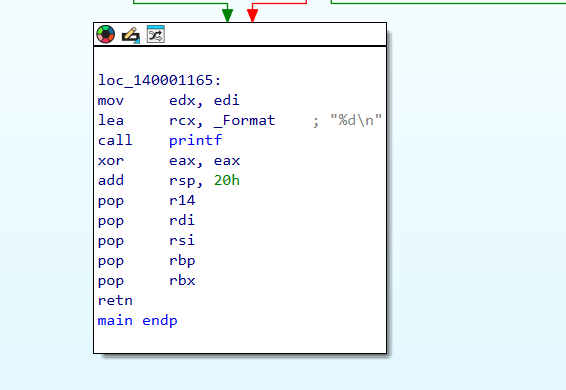 loc_140001165:
mov     edx, edi
lea     rcx, _Format    ; "%d\n"
call    printf
xor     eax, eax
add     rsp, 20h
pop     r14
pop     rdi
pop     rsi
pop     rbp
pop     rbx
retn
main endp